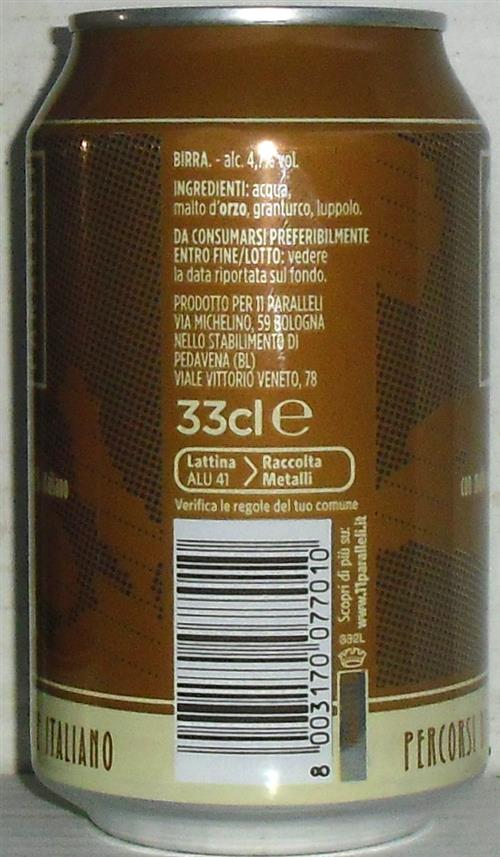 BIRRA. - alc. 4,7% vol.
INGREDIENTI: acqua,
malto d'orzo, granturco, luppolo.
DA CONSUMARSI PREFERIBILMENTE
ENTRO FINE/LOTTO: vedere
la data riportata sul fondo.
PRODOTTO PER 11 PARALLELI
VIA MICHELINO, 59 BOLOGNA
NELLO STABILIMENTO DI
PEDAVENA (BL)
VIALE VITTORIO VENETO, 78
33cl e
Lattina
ALU 41
Raccolta
Metalli
Verifica le regole del tuo comune
8 003170 077010
Scopri di più su:
www.11paralleli.it
italiano
con
E ITALIANO
PERCORSI